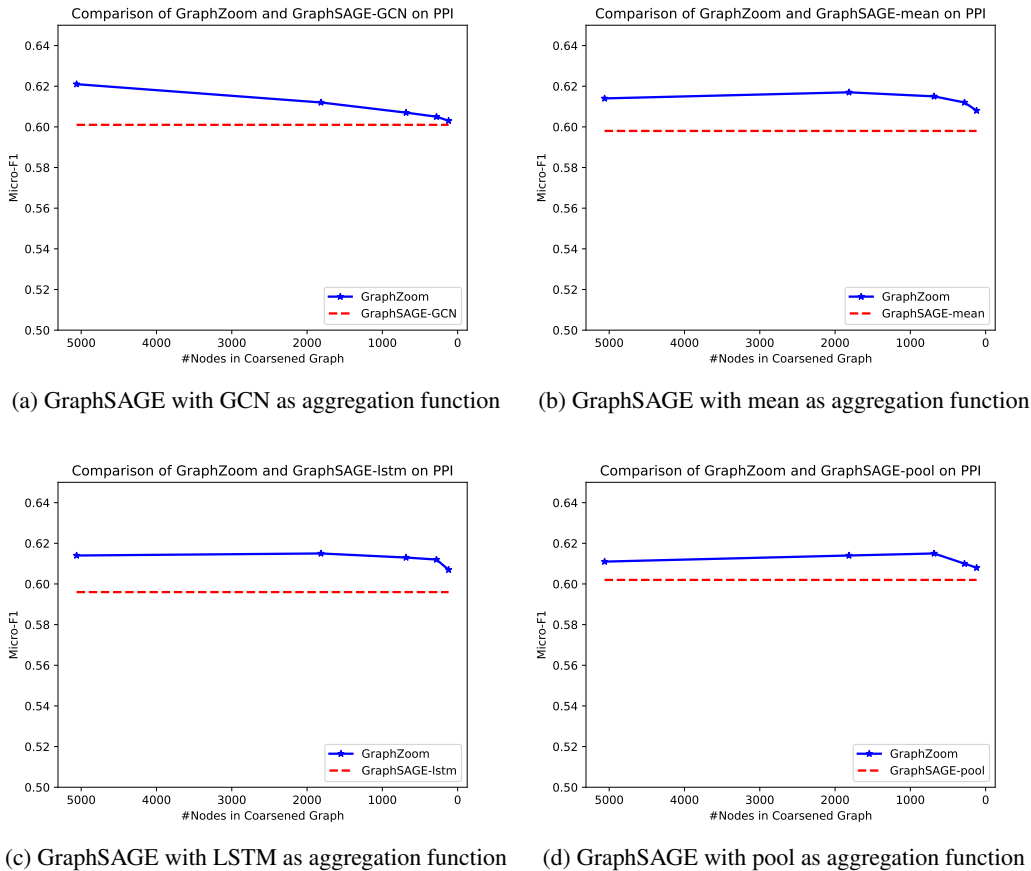 Comparison of GraphZoom and GraphSAGE-GCN on PPI
0.64
0.62
0.60
0.58
0.56
0.54
0.52
0.50
Micro-F1
GraphZoom
GraphSAGE-GCN
5000 4000 3000 2000 1000 0
#Nodes in Coarsened Graph
(a) GraphSAGE with GCN as aggregation function
Comparison of GraphZoom and GraphSAGE-mean on PPI
0.64
0.62
0.60
0.58
0.56
0.54
0.52
0.50
Micro-F1
GraphZoom
GraphSAGE-mean
5000 4000 3000 2000 1000 0
#Nodes in Coarsened Graph
(b) GraphSAGE with mean as aggregation function
Comparison of GraphZoom and GraphSAGE-lstm on PPI
0.64
0.62
0.60
0.58
0.56
0.54
0.52
0.50
Micro-F1
GraphZoom
GraphSAGE-lstm
5000 4000 3000 2000 1000 0
#Nodes in Coarsened Graph
(c) GraphSAGE with LSTM as aggregation function
Comparison of GraphZoom and GraphSAGE-pool on PPI
0.64
0.62
0.60
0.58
0.56
0.54
0.52
0.50
Micro-F1
GraphZoom
GraphSAGE-pool
5000 4000 3000 2000 1000 0
#Nodes in Coarsened Graph
(d) GraphSAGE with pool as aggregation function